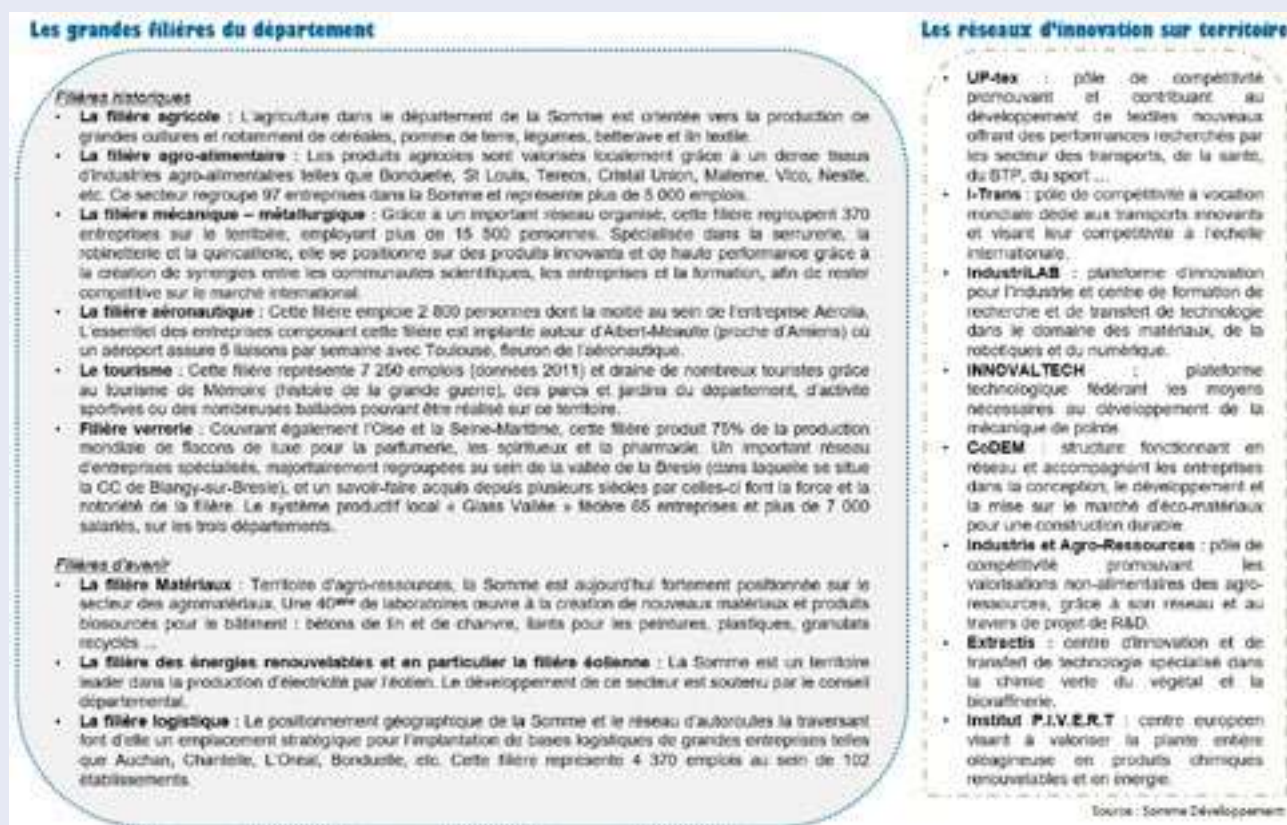 Les grandes filières du département
Filières historiques
• La filière agricole : L'agriculture dans le département de la Somme est orientée vers la production de
grandes cultures et notamment de céréales, pomme de terre, légumes, betterave et lin textile.
• La filière agro-alimentaire : Les produits agricoles sont valorisés localement grâce à un dense tissus
d'industries agro-alimentaires telles que Bonduelle, St Louis, Tereos, Cristal Union, Materne, Vico, Nestle,
etc. Ce secteur regroupe 97 entreprises dans la Somme et représente plus de 5 000 emplois.
• La filière mécanique – métallurgique : Grâce à un important réseau organisé, cette filière regroupent 370
entreprises sur le territoire, employant plus de 15 500 personnes. Spécialisée dans la serrurerie, la
robinetterie et la quincaillerie, elle se positionne sur des produits innovants et de haute performance grâce à
la création de synergies entre les communautés scientifiques, les entreprises et la formation, afin de rester
compétitive sur le marché international.
• La filière aéronautique : Cette filière emploie 2 800 personnes dont la moitié au sein de l'entreprise Aérolia.
L'essentiel des entreprises composant cette filière est implanté autour d'Albert-Méaulte (proche d'Amiens) où
un aéroport assure 5 liaisons par semaine avec Toulouse, fleuron de l'aéronautique.
• Le tourisme : Cette filière représente 7 250 emplois (données 2011) et draine de nombreux touristes grâce
au tourisme de Mémoire (histoire de la grande guerre), des parcs et jardins du département, d'activité
sportives ou des nombreuses ballades pouvant être réalisé sur ce territoire.
• Filière verrerie : Couvrant également l'Oise et la Seine-Maritime, cette filière produit 75% de la production
mondiale de flacons de luxe pour la parfumerie, les spiritueux et la pharmacie. Un important réseau
d'entreprises spécialisés, majoritairement regroupées au sein de la vallée de la Bresle (dans laquelle se situe
la CC de Blangy-sur-Bresle), et un savoir-faire acquis depuis plusieurs siècles par celles-ci font la force et la
notoriété de la filière. Le système productif local « Glass Vallée » fédère 65 entreprises et plus de 7 000
salariés, sur les trois départements.
Filières d'avenir
• La filière Matériaux : Territoire d'agro-ressources, la Somme est aujourd'hui fortement positionnée sur le
secteur des agromatériaux. Une 40aine de laboratoires œuvre à la création de nouveaux matériaux et produits
biosourcés pour le bâtiment : bétons de lin et de chanvre, liants pour les peintures, plastiques, granulats
recyclés ...
• La filière des énergies renouvelables et en particulier la filière éolienne : La Somme est un territoire
leader dans la production d'électricité par l'éolien. Le développement de ce secteur est soutenu par le conseil
départemental.
• La filière logistique : Le positionnement géographique de la Somme et le réseau d'autoroutes la traversant
font d'elle un emplacement stratégique pour l'implantation de bases logistiques de grandes entreprises telles
que Auchan, Chantelle, L'Oréal, Bonduelle, etc. Cette filière représente 4 370 emplois au sein de 102
établissements.
Les réseaux d'innovation sur territoire
• UP-tex : pôle de compétitivité
promouvant et contribuant au
développement de textiles nouveaux
offrant des performances recherchés par
les secteur des transports, de la santé,
du BTP, du sport ...
• I-Trans : pôle de compétitivité à vocation
mondiale dédié aux transports innovants
et visant leur compétitivité à l'échelle
internationale.
• IndustriLAB : plateforme d'innovation
pour l'industrie et centre de formation de
recherche et de transfert de technologie
dans le domaine des matériaux, de la
robotiques et du numérique.
• INNOVALTECH : plateforme
technologique fédérant les moyens
nécessaires au développement de la
mécanique de pointe.
• CoDEM : structure fonctionnant en
réseau et accompagnant les entreprises
dans la conception, le développement et
la mise sur le marché d'éco-matériaux
pour une construction durable.
• Industrie et Agro-Ressources : pôle de
compétitivité promouvant les
valorisations non-alimentaires des agro-
ressources, grâce à son réseau et au
travers de projet de R&D.
• Extractis : centre d'innovation et de
transfert de technologie spécialisé dans
la chimie verte du végétal et la
bioraffinerie.
• Institut P.I.V.E.R.T : centre européen
visant à valoriser la plante entière
oléagineuse en produits chimiques
renouvelables et en énergie.
Source : Somme Développement